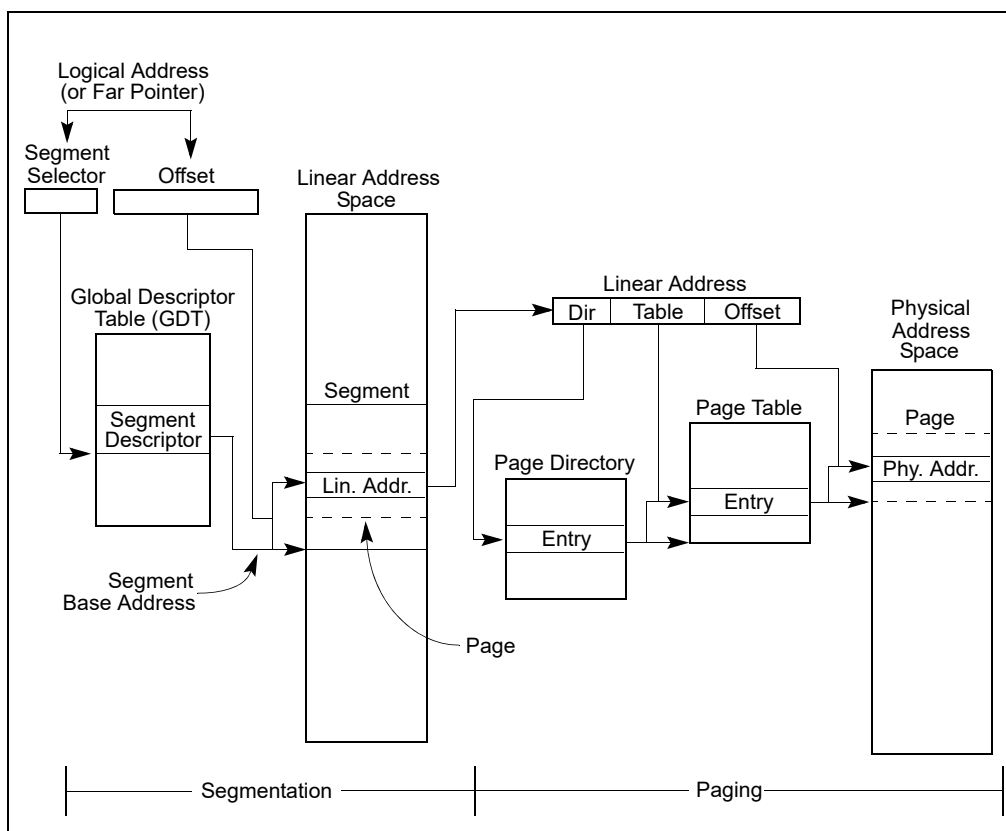 Logical Address
(or Far Pointer)
Segment
Selector
Offset
Linear Address
Space
Global Descriptor
Table (GDT)
Segment
Descriptor
Segment
Base Address
Segment
Lin. Addr.
Page
Linear Address
Dir
Table
Offset
Page Directory
Entry
Page Table
Entry
Physical
Address
Space
Page
Phy. Addr.
Segmentation
Paging